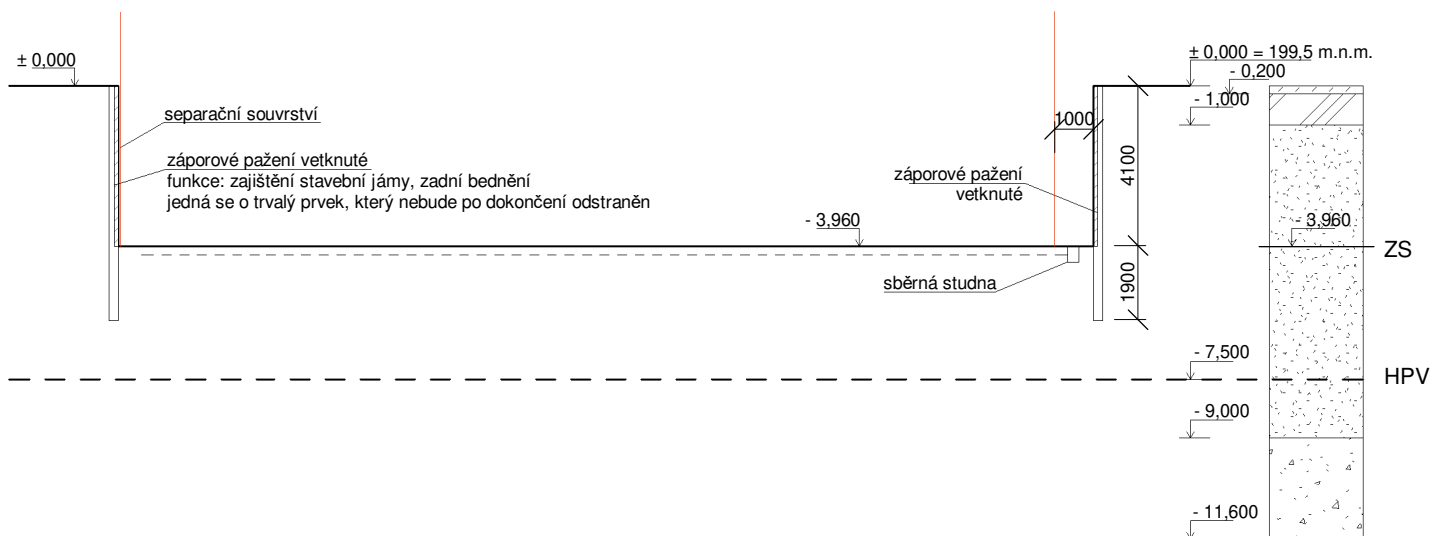 ± 0,000
± 0,000 = 199,5 m.n.m.
- 0,200
- 1,000
separační souvrství
1000
záporové pažení vetknuté
funkce: zajištění stavební jámy, zadní bednění
jedná se o trvalý prvek, který nebude po dokončení odstraněn
záporové pažení
vetknuté
4100
- 3,960
- 3,960
ZS
sběrná studna
1900
- 7,500
HPV
- 9,000
- 11,600